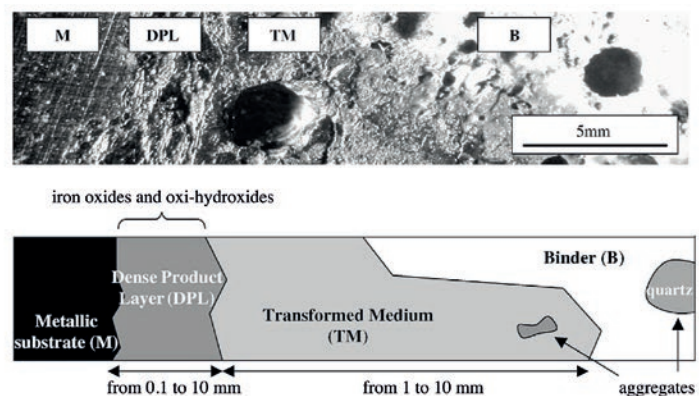 M DPL TM B
5mm
iron oxides and oxi-hydroxides
Binder (B)
Dense Product
Layer (DPL)
quartz
Metallic
substrate (M)
Transformed Medium
(TM)
from 0.1 to 10 mm
from 1 to 10 mm
aggregates